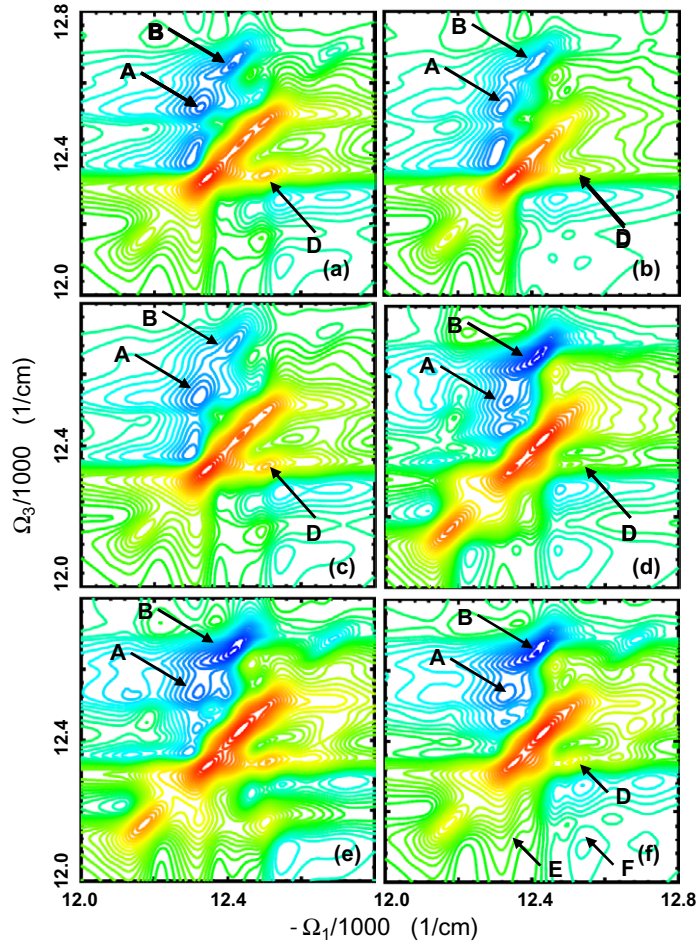 12.8
B
B
A
A
12.4
D
D
12.0
(a)
(b)
B
B
A
A
12.4
D
D
12.0
(c)
(d)
B
B
A
A
12.4
D
E
F
12.0
(e)
(f)
12.0
12.4
12.0
12.4
12.8
Ω3/1000 (1/cm)
- Ω1/1000 (1/cm)